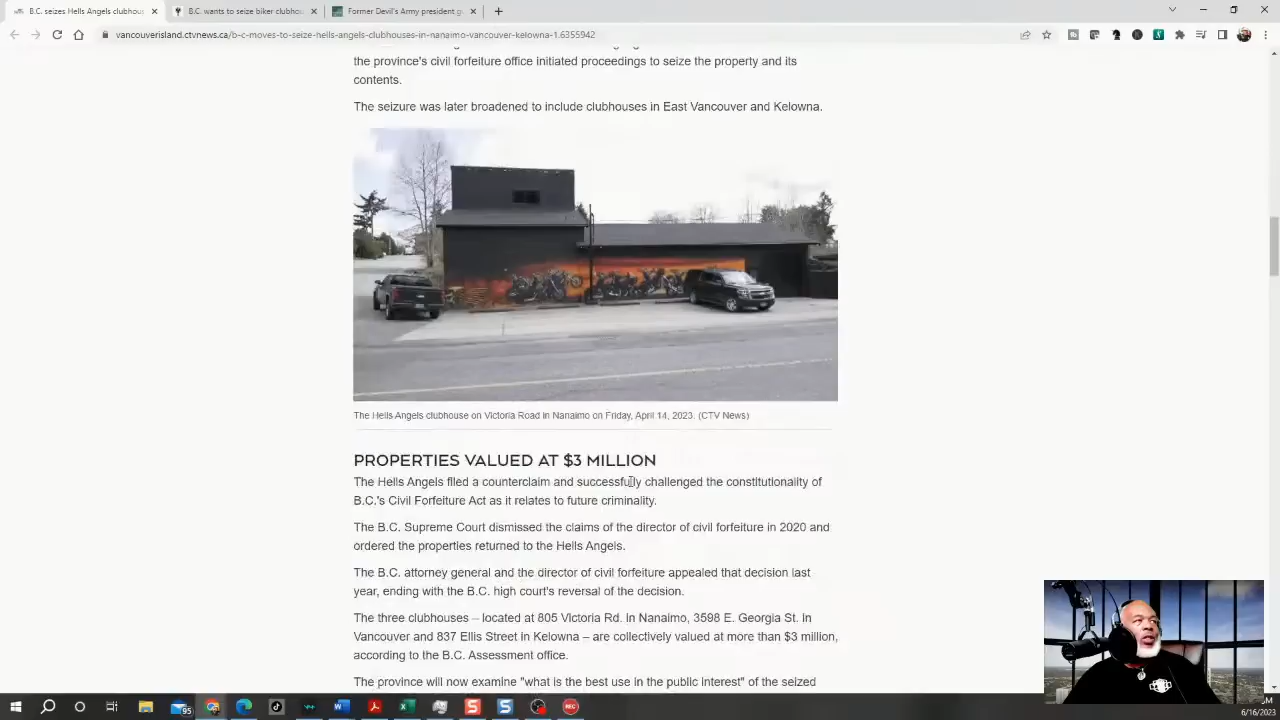 B.C. seizes Hells Angels clubhous
B.C. wants to seize biker clubhou
Former Devil's Army president g
vancouverisland.ctvnews.ca/b-c-moves-to-seize-hells-angels-clubhouses-in-nanaimo-vancouver-kelowna-1.6355942
the province's civil forfeiture office initiated proceedings to seize the property and its
contents.
The seizure was later broadened to include clubhouses in East Vancouver and Kelowna.
The Hells Angels clubhouse on Victoria Road in Nanaimo on Friday, April 14, 2023. (CTV News)
PROPERTIES VALUED AT $3 MILLION
The Hells Angels filed a counterclaim and successfully challenged the constitutionality of
B.C.'s Civil Forfeiture Act as it relates to future criminality.
The B.C. Supreme Court dismissed the claims of the director of civil forfeiture in 2020 and
ordered the properties returned to the Hells Angels.
The B.C. attorney general and the director of civil forfeiture appealed that decision last
year, ending with the B.C. high court's reversal of the decision.
The three clubhouses – located at 805 Victoria Rd. in Nanaimo, 3598 E. Georgia St. in
Vancouver and 837 Ellis Street in Kelowna – are collectively valued at more than $3 million,
according to the B.C. Assessment office.
The province will now examine "what is the best use in the public interest" of the seized
6/16/2023